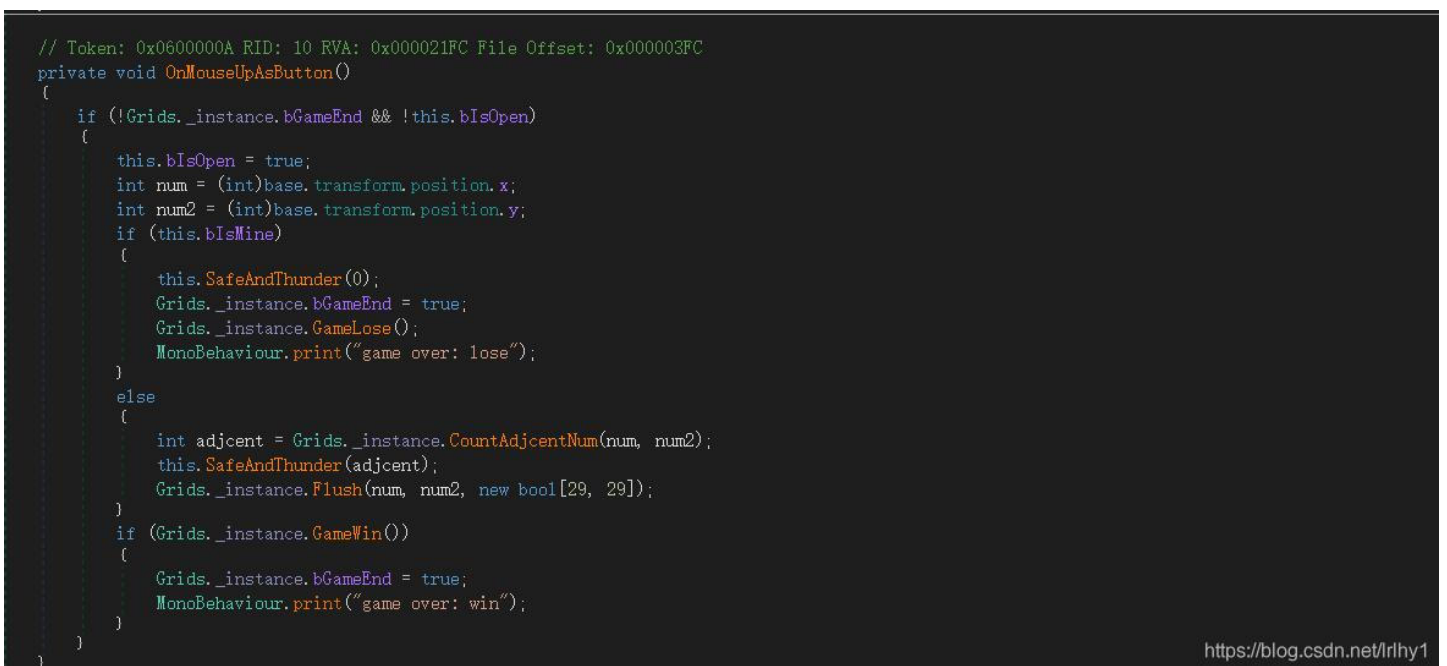 // Token: 0x0600000A RID: 10 RVA: 0x000021FC File Offset: 0x000003FC
private void OnMouseUpAsButton()
{
    if (!Grids._instance.bGameEnd && !this.bIsOpen)
    {
        this.bIsOpen = true;
        int num = (int)base.transform.position.x;
        int num2 = (int)base.transform.position.y;
        if (this.bIsMine)
        {
            this.SafeAndThunder(0);
            Grids._instance.bGameEnd = true;
            Grids._instance.GameLose();
            MonoBehaviour.print("game over: lose");
        }
        else
        {
            int adjcent = Grids._instance.CountAdjcentNum(num, num2);
            this.SafeAndThunder(adjcent);
            Grids._instance.Flush(num, num2, new bool[29, 29]);
        }
        if (Grids._instance.GameWin())
        {
            Grids._instance.bGameEnd = true;
            MonoBehaviour.print("game over: win");
        }
    }
}
https://blog.csdn.net/lrlhy1